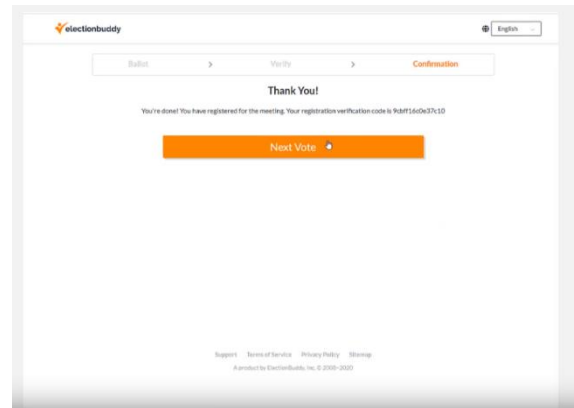 electionbuddy
English
Ballot > Verify > Confirmation
Thank You!
You're done! You have registered for the meeting. Your registration verification code is 9cbff16c0e37c10
Next Vote
Support Terms of Service Privacy Policy Sitemap
A product by ElectionBuddy, Inc. © 2008-2020